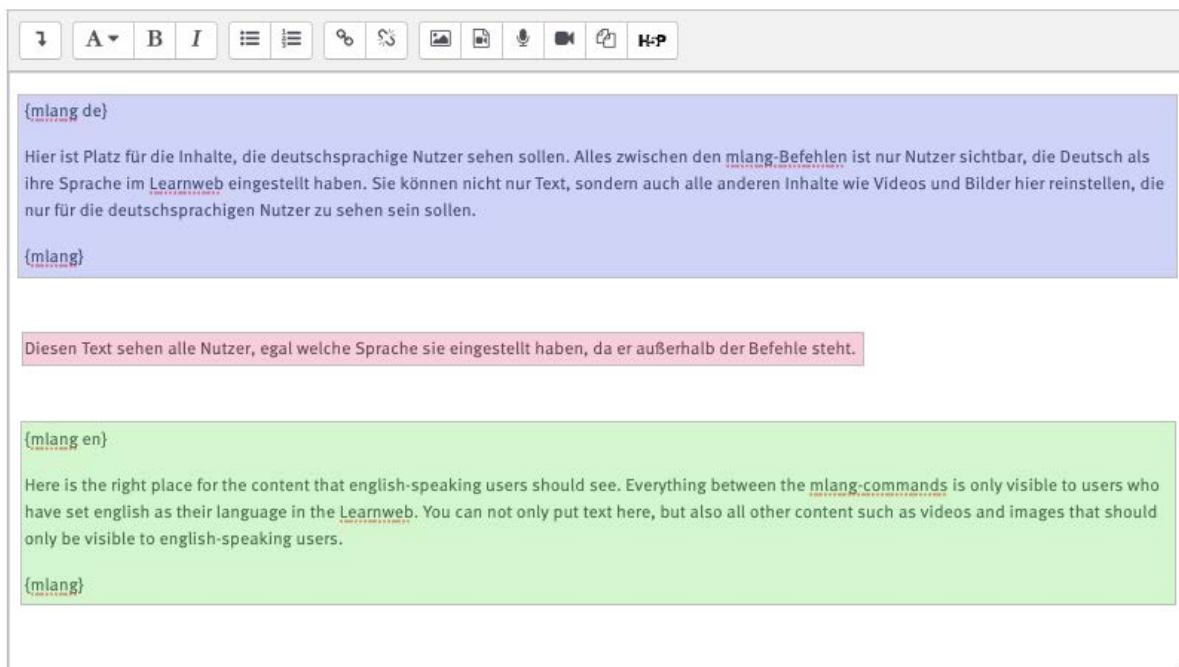 A B I H-P
{mlang de}
Hier ist Platz für die Inhalte, die deutschsprachige Nutzer sehen sollen. Alles zwischen den mlang-Befehlen ist nur Nutzer sichtbar, die Deutsch als
ihre Sprache im Learnweb eingestellt haben. Sie können nicht nur Text, sondern auch alle anderen Inhalte wie Videos und Bilder hier reinstellen, die
nur für die deutschsprachigen Nutzer zu sehen sein sollen.
{mlang}
Diesen Text sehen alle Nutzer, egal welche Sprache sie eingestellt haben, da er außerhalb der Befehle steht.
{mlang en}
Here is the right place for the content that english-speaking users should see. Everything between the mlang-commands is only visible to users who
have set english as their language in the Learnweb. You can not only put text here, but also all other content such as videos and images that should
only be visible to english-speaking users.
{mlang}